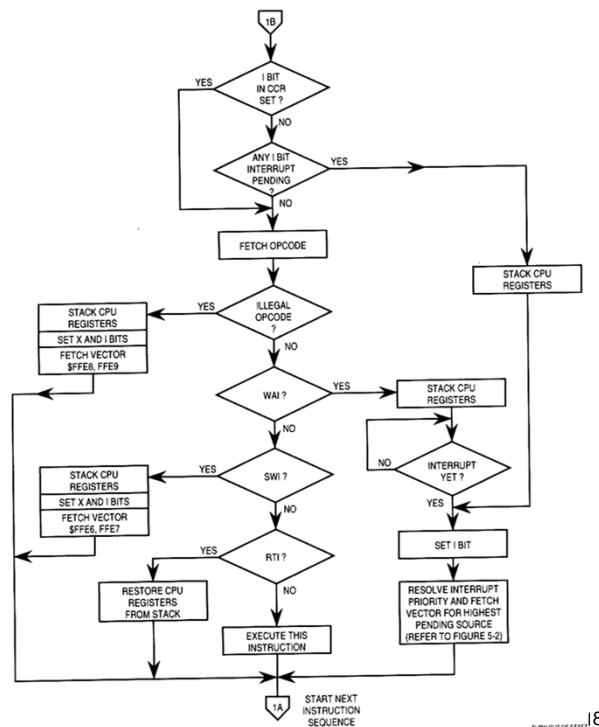 1B
I BIT
IN CCR
SET ?
YES
NO
ANY I BIT
INTERRUPT
PENDING
?
YES
NO
FETCH OPCODE
STACK CPU
REGISTERS
ILLEGAL
OPCODE
?
YES
NO
STACK CPU
REGISTERS
SET X AND I BITS
FETCH VECTOR
$FFE8, FFE9
WAI ?
YES
NO
STACK CPU
REGISTERS
INTERRUPT
YET ?
NO
YES
SWI ?
YES
NO
STACK CPU
REGISTERS
SET X AND I BITS
FETCH VECTOR
$FFE6, FFE7
SET I BIT
RTI ?
YES
NO
RESTORE CPU
REGISTERS
FROM STACK
RESOLVE INTERRUPT
PRIORITY AND FETCH
VECTOR FOR HIGHEST
PENDING SOURCE
(REFER TO FIGURE 5-2)
EXECUTE THIS
INSTRUCTION
1A
START NEXT
INSTRUCTION
SEQUENCE